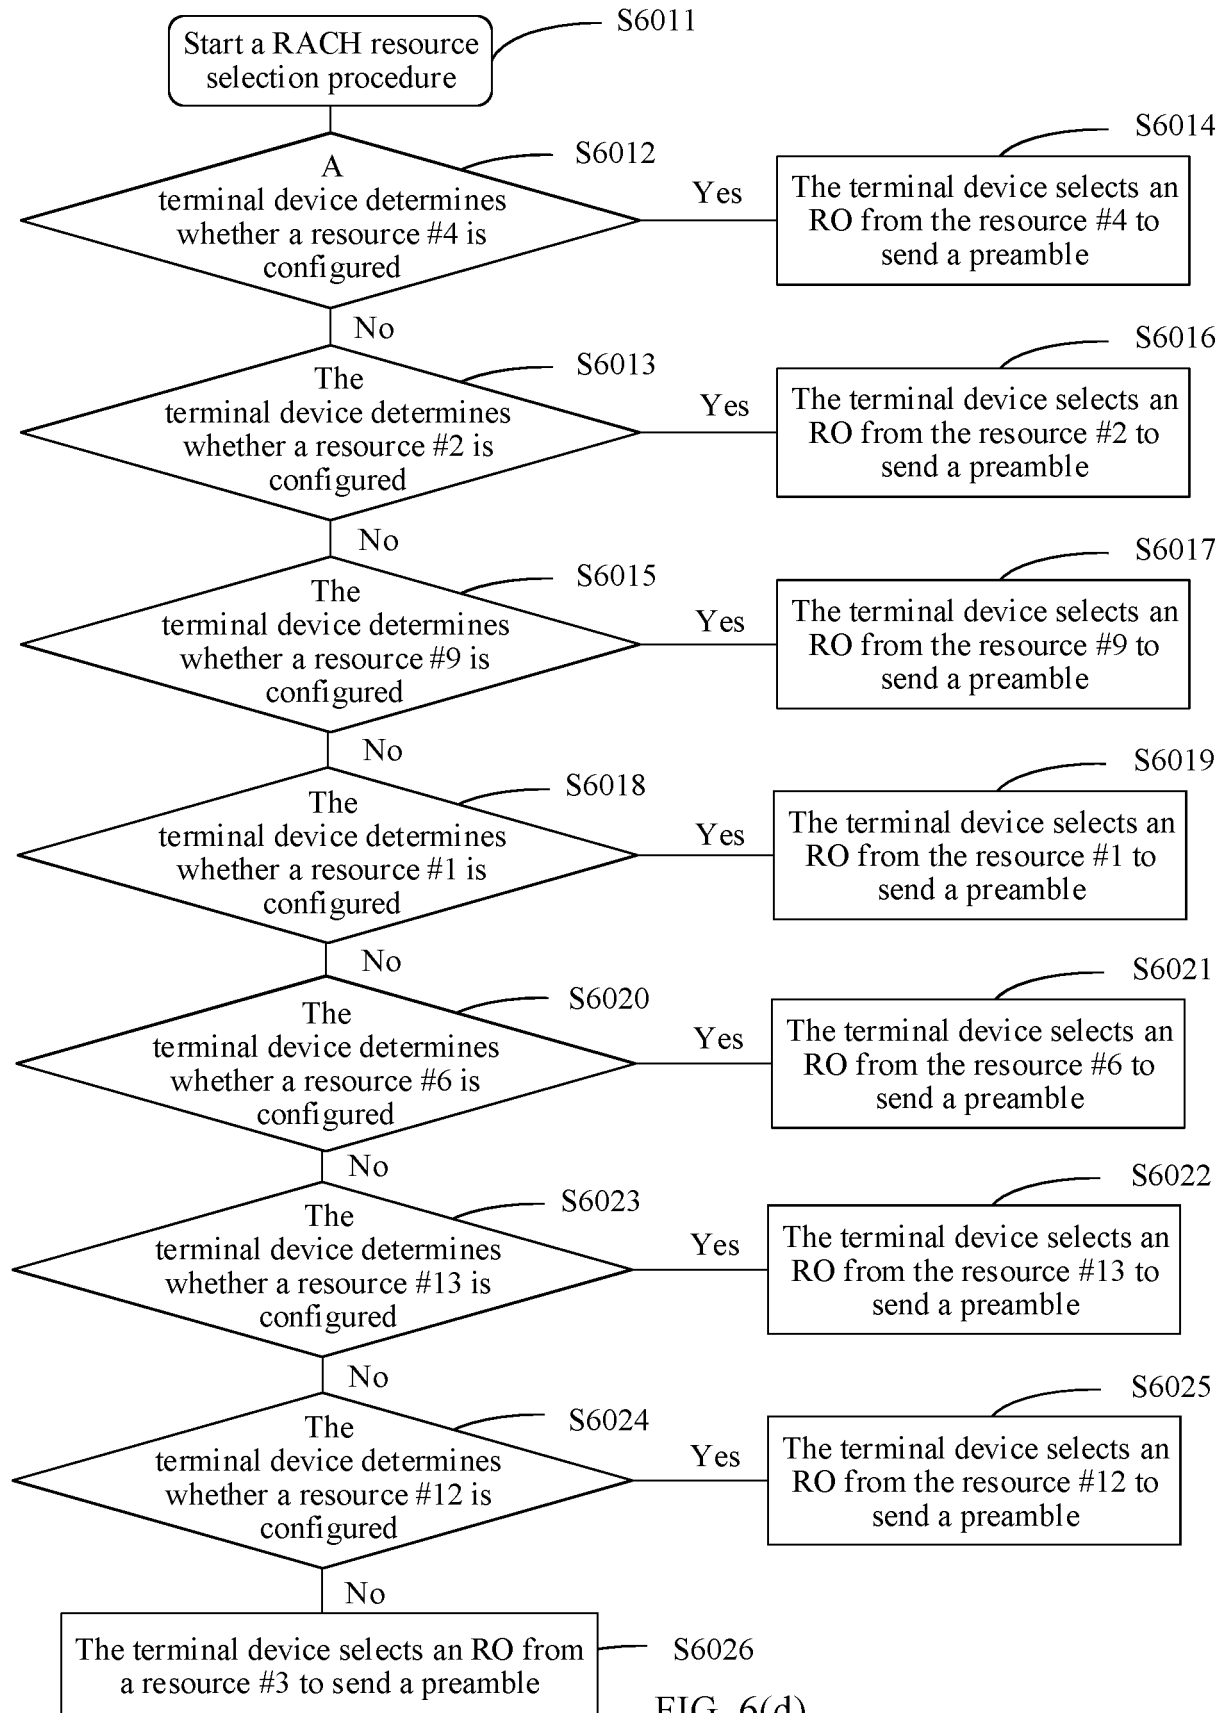 Start a RACH resource
selection procedure
S6011
A
terminal device determines
whether a resource #4 is
configured
S6012
Yes
The terminal device selects an
RO from the resource #4 to
send a preamble
S6014
No
The
terminal device determines
whether a resource #2 is
configured
S6013
Yes
The terminal device selects an
RO from the resource #2 to
send a preamble
S6016
No
The
terminal device determines
whether a resource #9 is
configured
S6015
Yes
The terminal device selects an
RO from the resource #9 to
send a preamble
S6017
No
The
terminal device determines
whether a resource #1 is
configured
S6018
Yes
The terminal device selects an
RO from the resource #1 to
send a preamble
S6019
No
The
terminal device determines
whether a resource #6 is
configured
S6020
Yes
The terminal device selects an
RO from the resource #6 to
send a preamble
S6021
No
The
terminal device determines
whether a resource #13 is
configured
S6023
Yes
The terminal device selects an
RO from the resource #13 to
send a preamble
S6022
No
The
terminal device determines
whether a resource #12 is
configured
S6024
Yes
The terminal device selects an
RO from the resource #12 to
send a preamble
S6025
No
The terminal device selects an RO from
a resource #3 to send a preamble
S6026
FIG. 6(d)